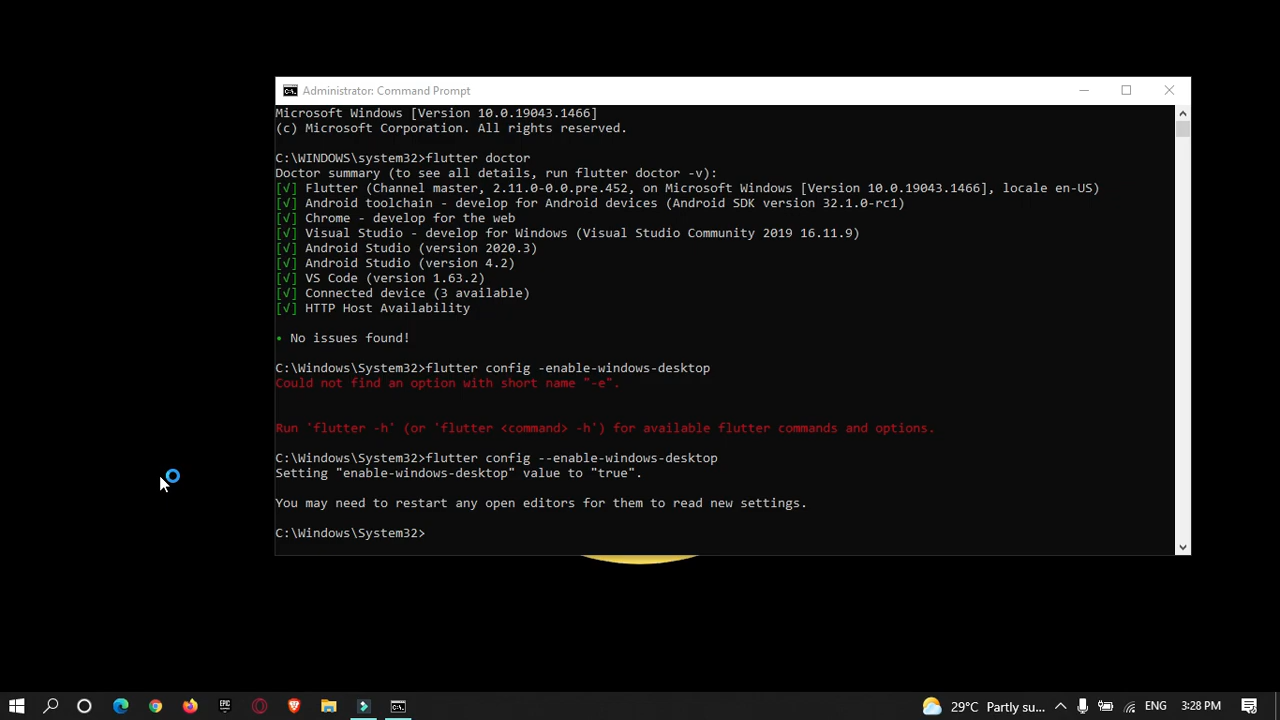 Administrator: Command Prompt
Microsoft Windows [Version 10.0.19043.1466]
(c) Microsoft Corporation. All rights reserved.
C:\WINDOWS\system32>flutter doctor
Doctor summary (to see all details, run flutter doctor -v):
[√] Flutter (Channel master, 2.11.0-0.0.pre.452, on Microsoft Windows [Version 10.0.19043.1466], locale en-US)
[√] Android toolchain - develop for Android devices (Android SDK version 32.1.0-rc1)
[√] Chrome - develop for the web
[√] Visual Studio - develop for Windows (Visual Studio Community 2019 16.11.9)
[√] Android Studio (version 2020.3)
[√] Android Studio (version 4.2)
[√] VS Code (version 1.63.2)
[√] Connected device (3 available)
[√] HTTP Host Availability
• No issues found!
C:\Windows\System32>flutter config -enable-windows-desktop
Could not find an option with short name "-e".
Run 'flutter -h' (or 'flutter <command> -h') for available flutter commands and options.
C:\Windows\System32>flutter config --enable-windows-desktop
Setting "enable-windows-desktop" value to "true".
You may need to restart any open editors for them to read new settings.
C:\Windows\System32>
EPIC
29°C Partly su... ENG 3:28 PM